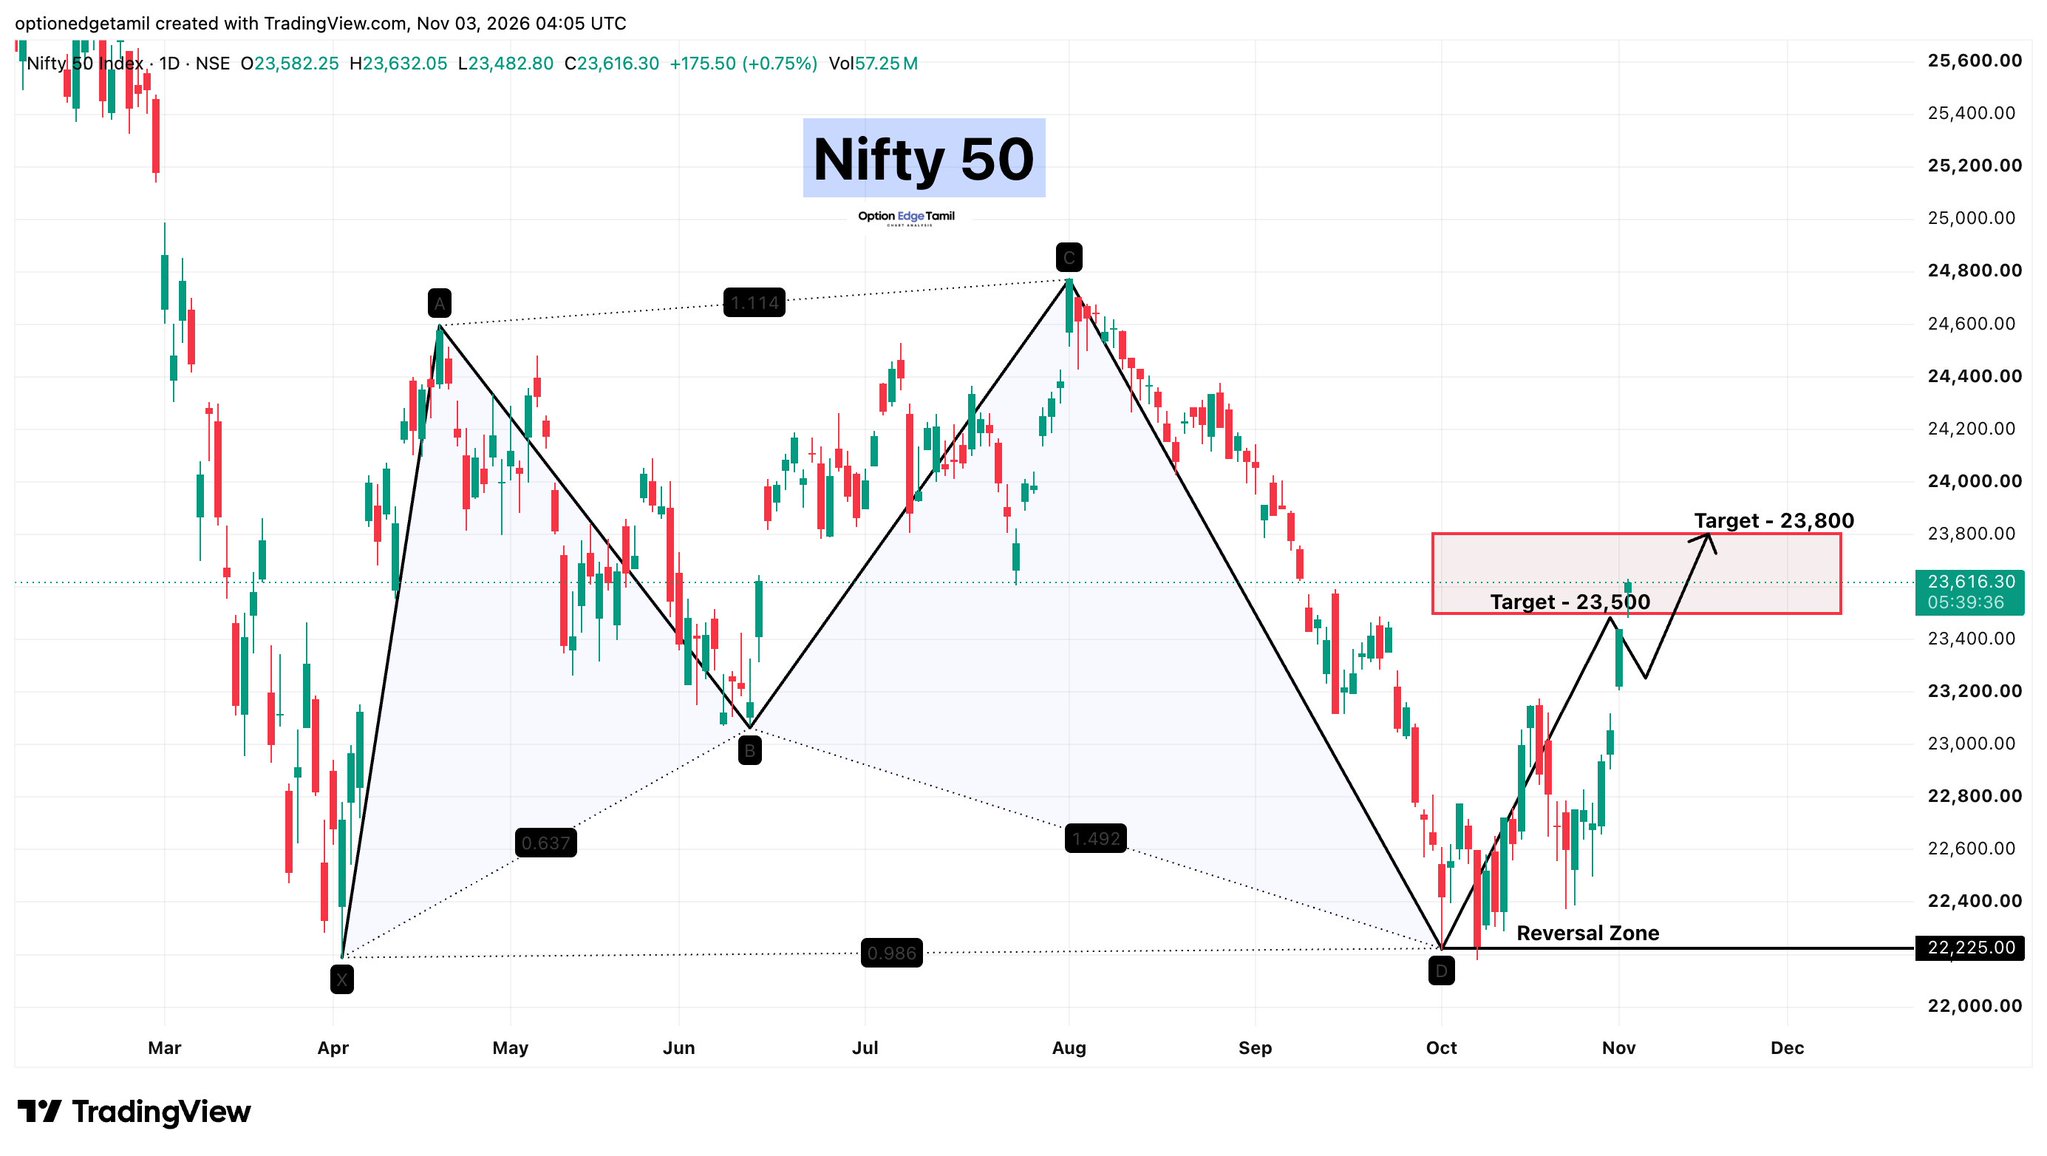 optionedgetamil created with TradingView.com, Nov 03, 2026 04:05 UTC
Nifty 50 Index · 1D · NSE O23,582.25 H23,632.05 L23,482.80 C23,616.30 +175.50 (+0.75%) Vol57.25 M
25,600.00
25,400.00
Nifty 50
25,200.00
Option Edge Tamil
CHART ANALYSIS
25,000.00
C
24,800.00
A
1.114
24,600.00
24,400.00
24,200.00
24,000.00
Target - 23,800
23,800.00
23,616.30
Target - 23,500
05:39:36
23,400.00
23,200.00
B
23,000.00
22,800.00
0.637
1.492
22,600.00
22,400.00
Reversal Zone
22,225.00
0.986
X
D
22,000.00
Mar Apr May Jun Jul Aug Sep Oct Nov Dec
TradingView